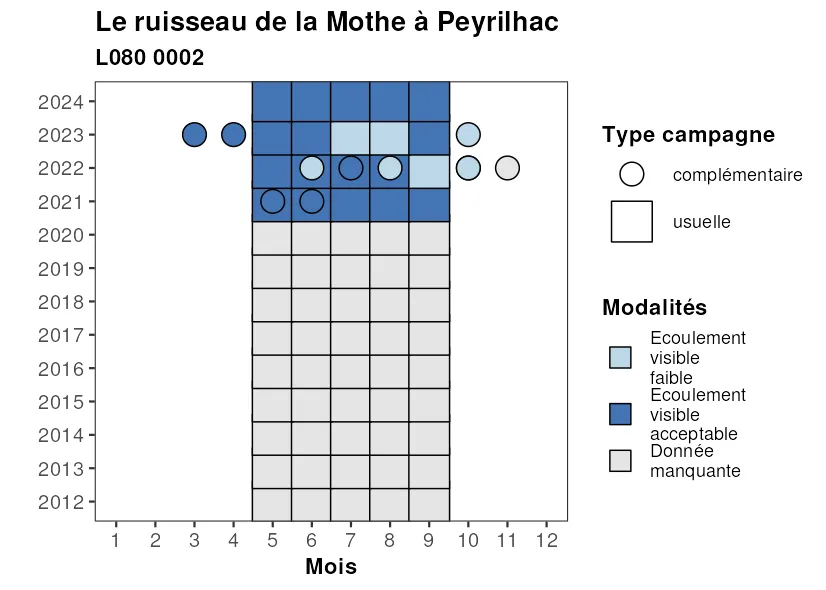 Le ruisseau de la Mothe à Peyrilhac
L080 0002
2024
2023
2022
2021
2020
2019
2018
2017
2016
2015
2014
2013
2012
1 2 3 4 5 6 7 8 9 10 11 12
Mois
Type campagne
complémentaire
usuelle
Modalités
Ecoulement
visible
faible
Ecoulement
visible
acceptable
Donnée
manquante